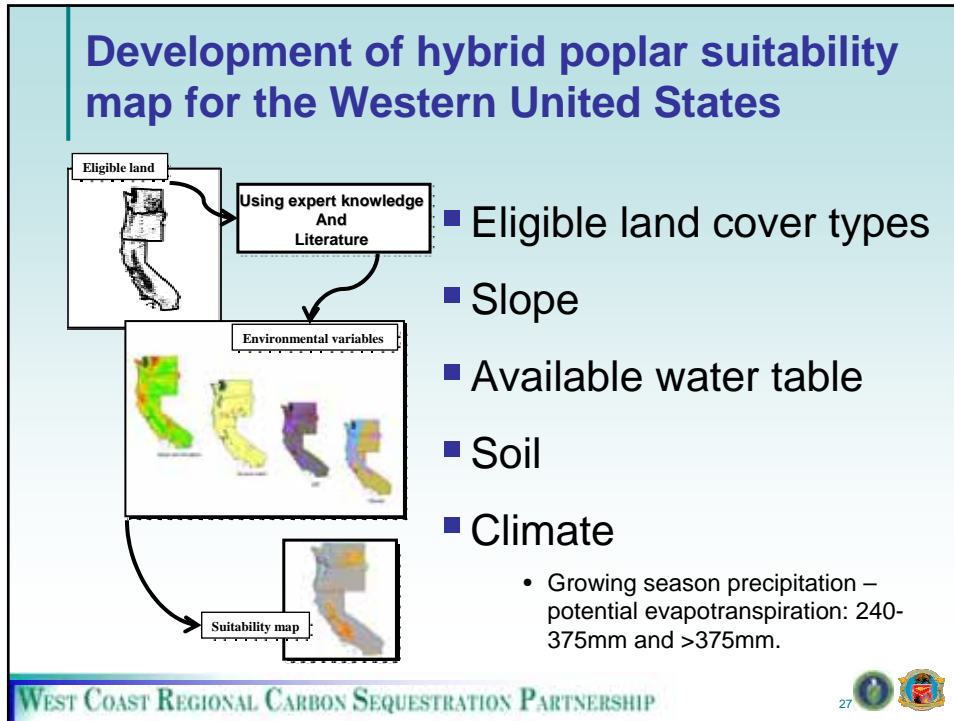 Development of hybrid poplar suitability
map for the Western United States
Eligible land
Using expert knowledge
And
Literature
Environmental variables
Suitability map
■ Eligible land cover types
■ Slope
■ Available water table
■ Soil
■ Climate
• Growing season precipitation –
potential evapotranspiration: 240-
375mm and >375mm.
WEST COAST REGIONAL CARBON SEQUESTRATION PARTNERSHIP
27